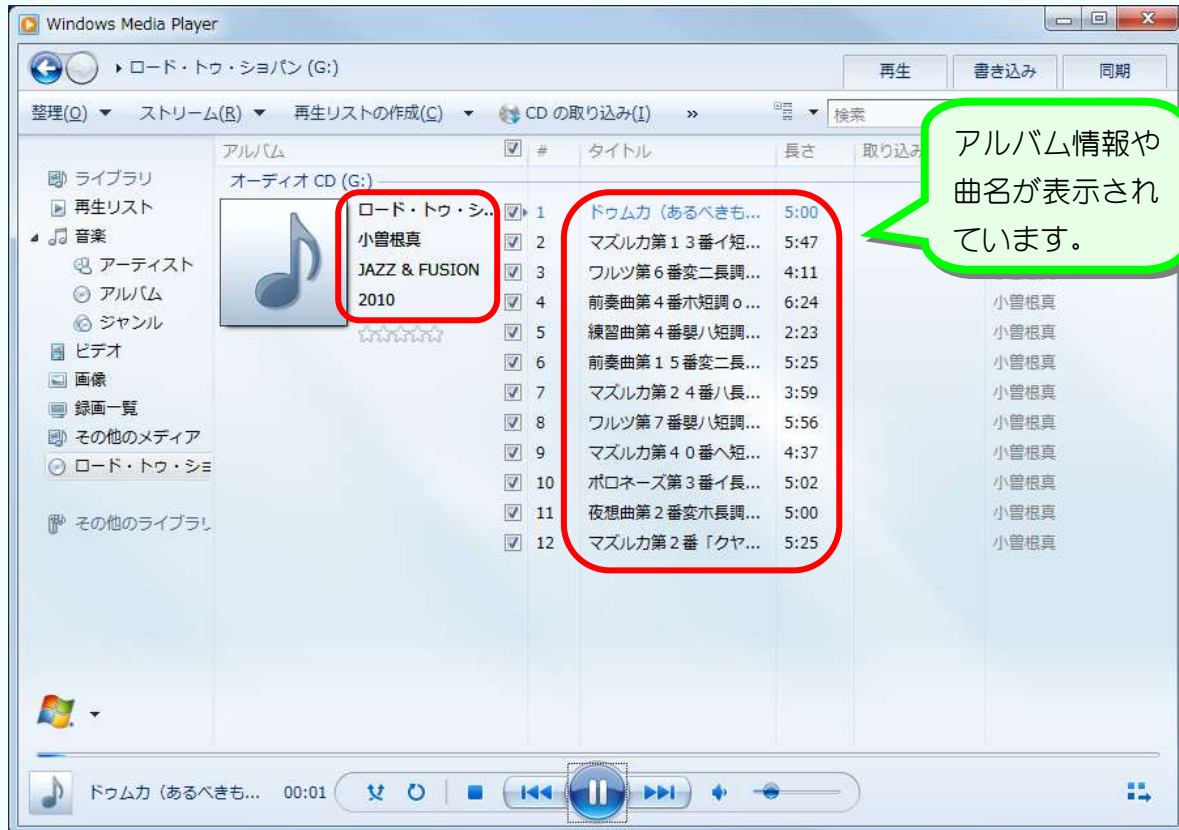 Windows Media Player
ロード・トゥ・ショパン (G:)
再生 書き込み 同期
整理(O) ストリーム(R) 再生リストの作成(C) CD の取り込み(I) » 検索
アルバム # タイトル 長さ 取り込み
アルバム情報や
曲名が表示され
ています。
ライブラリ
再生リスト
音楽
アーティスト
アルバム
ジャンル
ビデオ
画像
録画一覧
その他のメディア
ロード・トゥ・ショ
その他のライブラリ
オーディオ CD (G:)
ロード・トゥ・シ...
小曽根真
JAZZ & FUSION
2010
1 ドゥムカ（あるべきも... 5:00
2 マズルカ第１３番イ短... 5:47
3 ワルツ第６番変ニ長調... 4:11
4 前奏曲第４番ホ短調ｏ... 6:24 小曽根真
5 練習曲第４番嬰ハ短調... 2:23 小曽根真
6 前奏曲第１５番変ニ長... 5:25 小曽根真
7 マズルカ第２４番ハ長... 3:59 小曽根真
8 ワルツ第７番嬰ハ短調... 5:56 小曽根真
9 マズルカ第４０番ヘ短... 4:37 小曽根真
10 ポロネーズ第３番イ長... 5:02 小曽根真
11 夜想曲第２番変ホ長調... 5:00 小曽根真
12 マズルカ第２番「クヤ... 5:25 小曽根真
ドゥムカ（あるべきも... 00:01